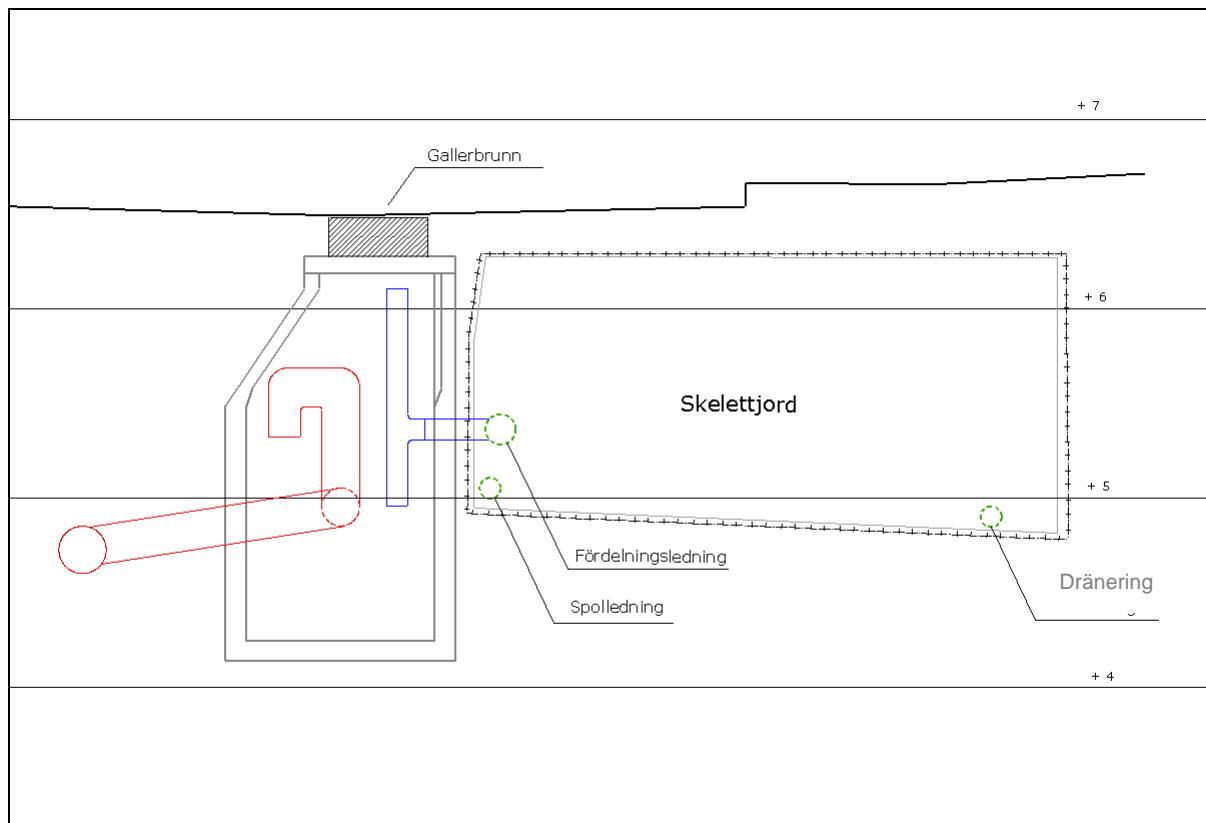 + 7
Gallerbrunn
+ 6
Skelettjord
+ 5
Fördelningsledning
Dränering
Spolledning
+ 4